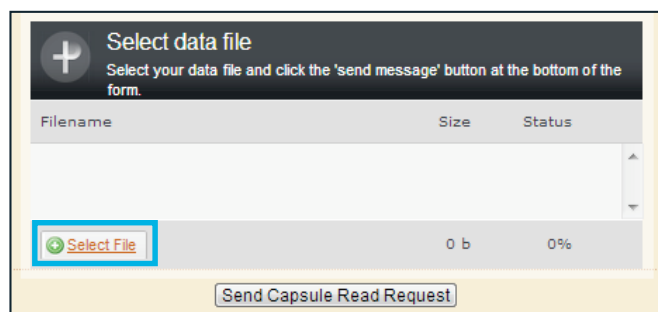 Select data file
Select your data file and click the 'send message' button at the bottom of the
form.
Filename Size Status
Select File 0 b 0%
Send Capsule Read Request